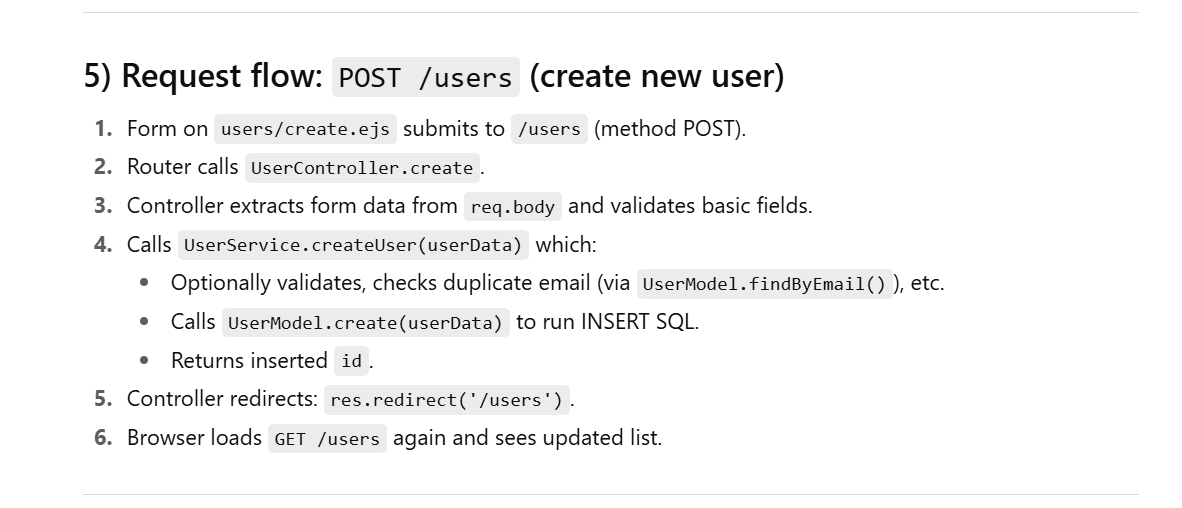 5) Request flow: POST /users (create new user)
1. Form on users/create.ejs submits to /users (method POST).
2. Router calls UserController.create.
3. Controller extracts form data from req.body and validates basic fields.
4. Calls UserService.createUser(userData) which:
• Optionally validates, checks duplicate email (via UserModel.findByEmail()), etc.
• Calls UserModel.create(userData) to run INSERT SQL.
• Returns inserted id.
5. Controller redirects: res.redirect('/users').
6. Browser loads GET /users again and sees updated list.